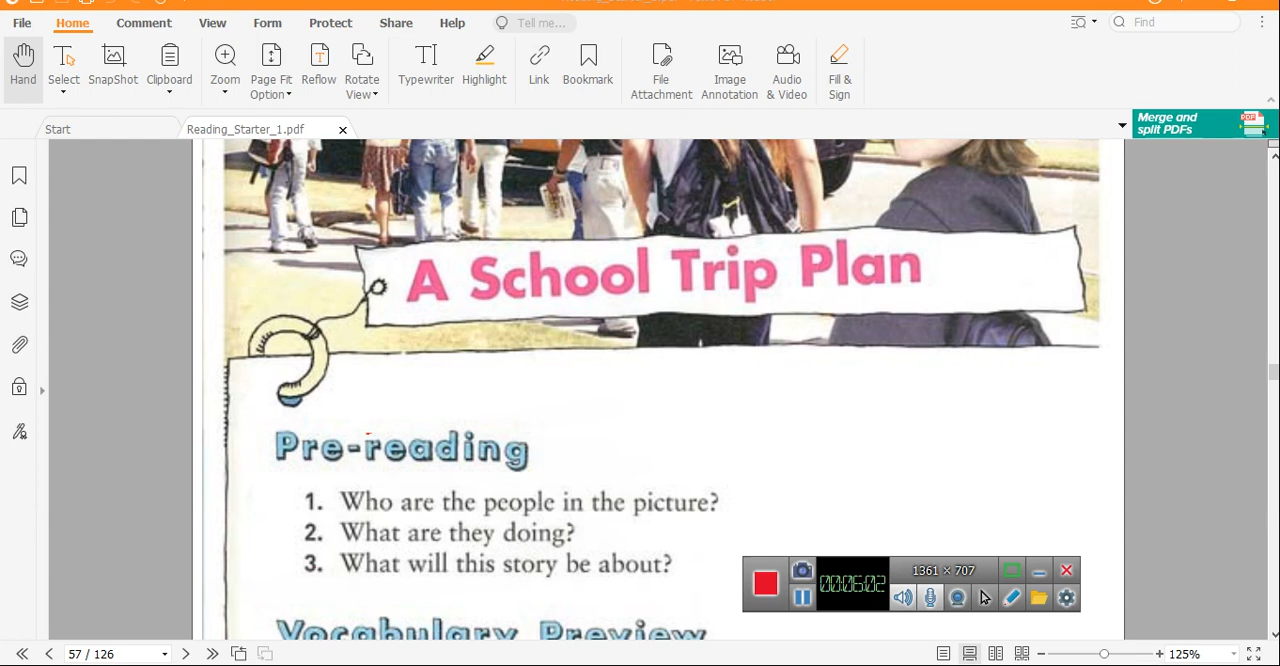 File Home Comment View Form Protect Share Help Tell me... Find
Hand Select SnapShot Clipboard Zoom Page Fit Option Reflow Rotate View Typewriter Highlight Link Bookmark File Attachment Image Annotation Audio & Video Fill & Sign
Start Reading_Starter_1.pdf
Merge and
split PDFs
A School Trip Plan
Pre-reading
1. Who are the people in the picture?
2. What are they doing?
3. What will this story be about?
1361 × 707
00:06:02
Vocabulary Preview
57 / 126
125%